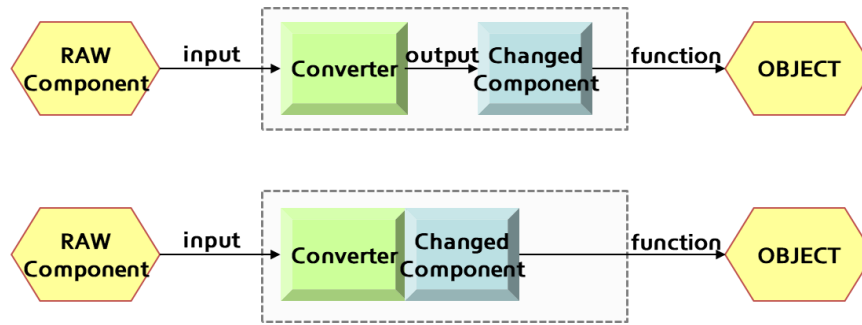 RAW
Component
input
Converter
output
Changed
Component
function
OBJECT
RAW
Component
input
Converter
Changed
Component
function
OBJECT